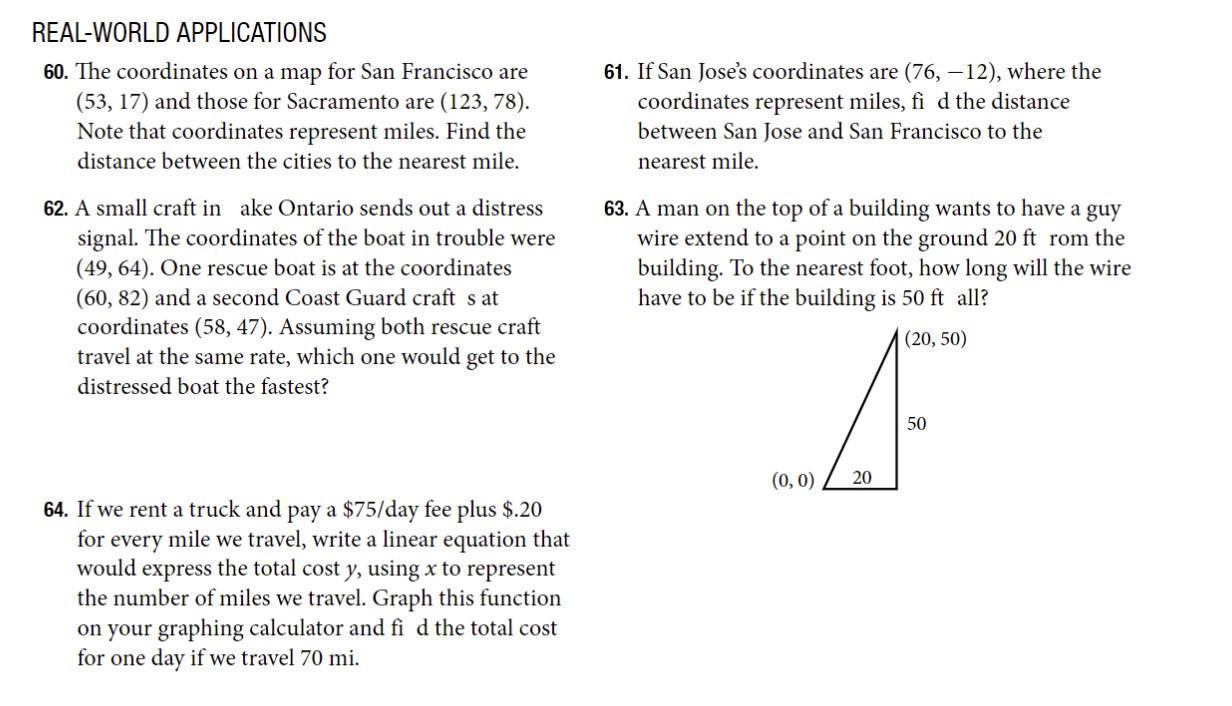 REAL-WORLD APPLICATIONS
60. The coordinates on a map for San Francisco are
(53, 17) and those for Sacramento are (123, 78).
Note that coordinates represent miles. Find the
distance between the cities to the nearest mile.
61. If San Jose’s coordinates are (76, −12), where the
coordinates represent miles, fi d the distance
between San Jose and San Francisco to the
nearest mile.
62. A small craft in ake Ontario sends out a distress
signal. The coordinates of the boat in trouble were
(49, 64). One rescue boat is at the coordinates
(60, 82) and a second Coast Guard craft s at
coordinates (58, 47). Assuming both rescue craft
travel at the same rate, which one would get to the
distressed boat the fastest?
63. A man on the top of a building wants to have a guy
wire extend to a point on the ground 20 ft rom the
building. To the nearest foot, how long will the wire
have to be if the building is 50 ft all?
(20, 50)
50
(0, 0)
20
64. If we rent a truck and pay a $75/day fee plus $.20
for every mile we travel, write a linear equation that
would express the total cost y, using x to represent
the number of miles we travel. Graph this function
on your graphing calculator and fi d the total cost
for one day if we travel 70 mi.